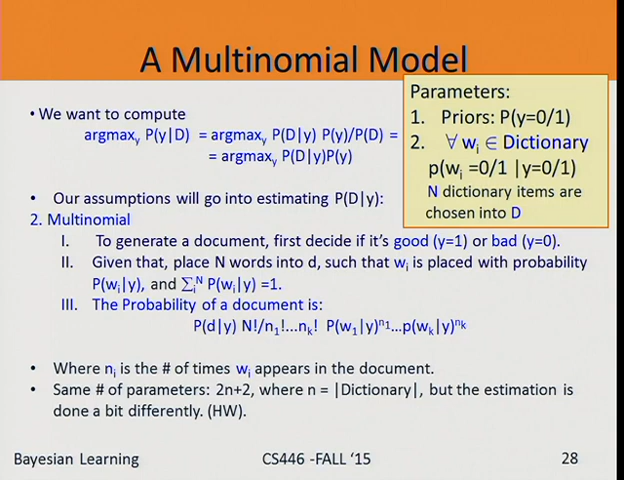 A Multinomial Model
• We want to compute
argmaxy P(y|D) = argmaxy P(D|y) P(y)/P(D) =
= argmaxy P(D|y)P(y)
Parameters:
1. Priors: P(y=0/1)
2. ∀ wi ∈ Dictionary
p(wi =0/1 |y=0/1)
N dictionary items are
chosen into D
• Our assumptions will go into estimating P(D|y):
2. Multinomial
I. To generate a document, first decide if it's good (y=1) or bad (y=0).
II. Given that, place N words into d, such that wi is placed with probability
P(wi|y), and ∑iN P(wi|y) =1.
III. The Probability of a document is:
P(d|y) N!/n1!...nk! P(w1|y)n1...p(wk|y)nk
• Where ni is the # of times wi appears in the document.
• Same # of parameters: 2n+2, where n = |Dictionary|, but the estimation is
done a bit differently. (HW).
Bayesian Learning CS446 -FALL '15 28